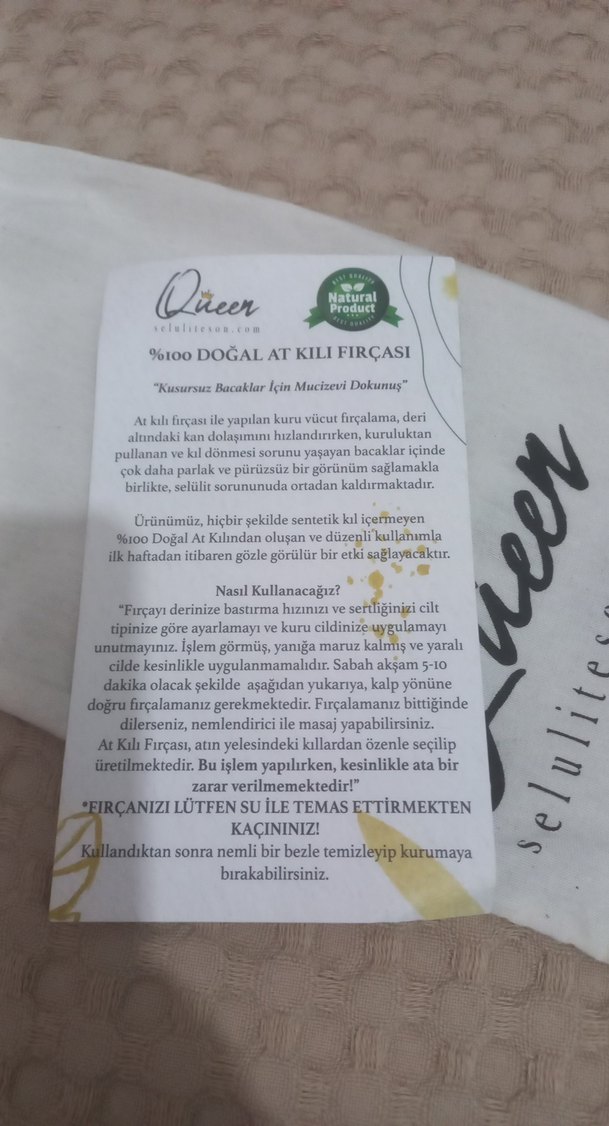 Queen
seluliteson.com
BEST QUALITY
Natural
Product
BEST QUALITY
%100 DOĞAL AT KILI FIRÇASI
“Kusursuz Bacaklar İçin Mucizevi Dokunuş”
At kılı fırçası ile yapılan kuru vücut fırçalama, deri
altındaki kan dolaşımını hızlandırırken, kuruluktan
pullanan ve kıl dönmesi sorunu yaşayan bacaklar içinde
çok daha parlak ve pürüzsüz bir görünüm sağlamakla
birlikte, selülit sorununuda ortadan kaldırmaktadır.
Ürünümüz, hiçbir şekilde sentetik kıl içermeyen
%100 Doğal At Kılından oluşan ve düzenli kullanımla
ilk haftadan itibaren gözle görülür bir etki sağlayacaktır.
Nasıl Kullanacağız?
“Fırçayı derinize bastırma hızınızı ve sertliğinizi cilt
tipinize göre ayarlamayı ve kuru cildinize uygulamayı
unutmayınız. İşlem görmüş, yanığa maruz kalmış ve yaralı
cilde kesinlikle uygulanmamalıdır. Sabah akşam 5-10
dakika olacak şekilde aşağıdan yukarıya, kalp yönüne
doğru fırçalamanız gerekmektedir. Fırçalamanız bittiğinde
dilerseniz, nemlendirici ile masaj yapabilirsiniz.
At Kılı Fırçası, atın yelesindeki kıllardan özenle seçilip
üretilmektedir. Bu işlem yapılırken, kesinlikle ata bir
zarar verilmemektedir!”
*FIRÇANIZI LÜTFEN SU İLE TEMAS ETTİRMEKTEN
KAÇINınIZ!
Kullandıktan sonra nemli bir bezle temizleyip kurumaya
bırakabilirsiniz.
Queen
seluliteso